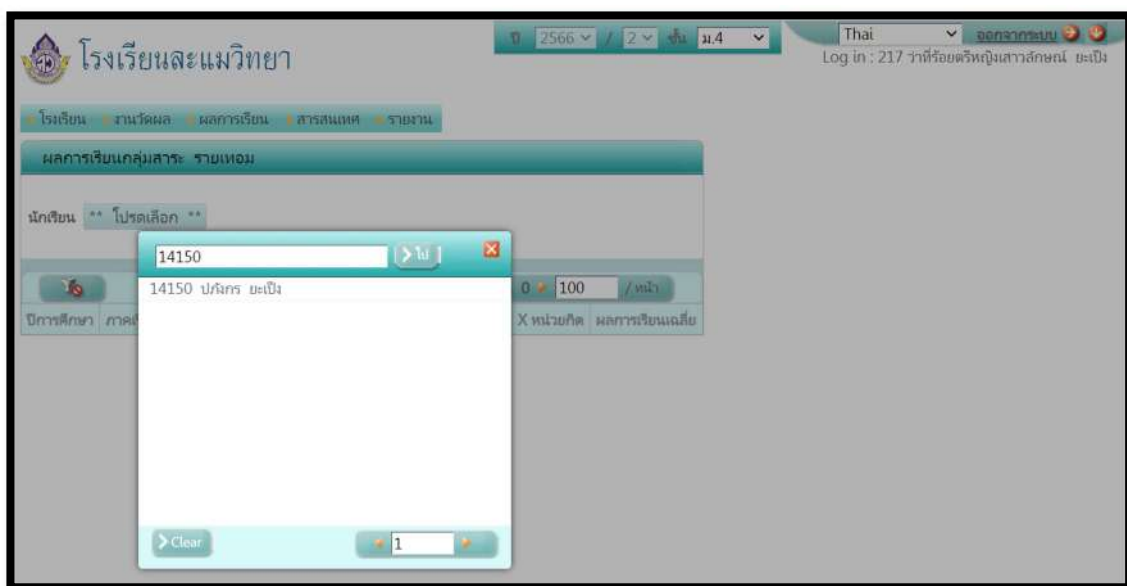 โรงเรียนละแมวิทยา
ปี 2566 / 2 ชั้น ม.4
Thai ออกจากระบบ
Log in : 217 ว่าที่ร้อยตรีหญิงเสาวลักษณ์ ยะเป็ง
โรงเรียน งานวัดผล ผลการเรียน สารสนเทศ รายงาน
ผลการเรียนกลุ่มสาระ รายเทอม
นักเรียน ** โปรดเลือก **
14150 ไป
14150 ปภังกร ยะเป็ง
0 100 / หน้า
ปีการศึกษา X หน่วยกิต ผลการเรียนเฉลี่ย
Clear 1